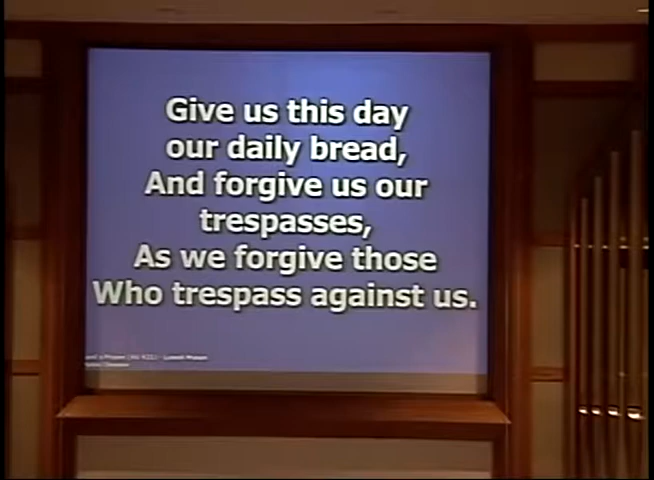 Give us this day
our daily bread,
And forgive us our
trespasses,
As we forgive those
Who trespass against us.